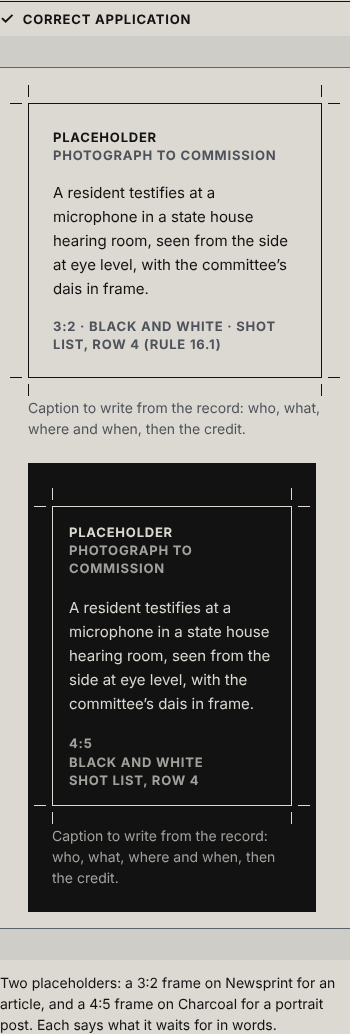 ✓ CORRECT APPLICATION
PLACEHOLDER
PHOTOGRAPH TO COMMISSION
A resident testifies at a
microphone in a state house
hearing room, seen from the side
at eye level, with the committee’s
dais in frame.
3:2 · BLACK AND WHITE · SHOT
LIST, ROW 4 (RULE 16.1)
Caption to write from the record: who, what,
where and when, then the credit.
PLACEHOLDER
PHOTOGRAPH TO
COMMISSION
A resident testifies at a
microphone in a state house
hearing room, seen from the
side at eye level, with the
committee’s dais in frame.
4:5
BLACK AND WHITE
SHOT LIST, ROW 4
Caption to write from the record:
who, what, where and when, then
the credit.
Two placeholders: a 3:2 frame on Newsprint for an
article, and a 4:5 frame on Charcoal for a portrait
post. Each says what it waits for in words.